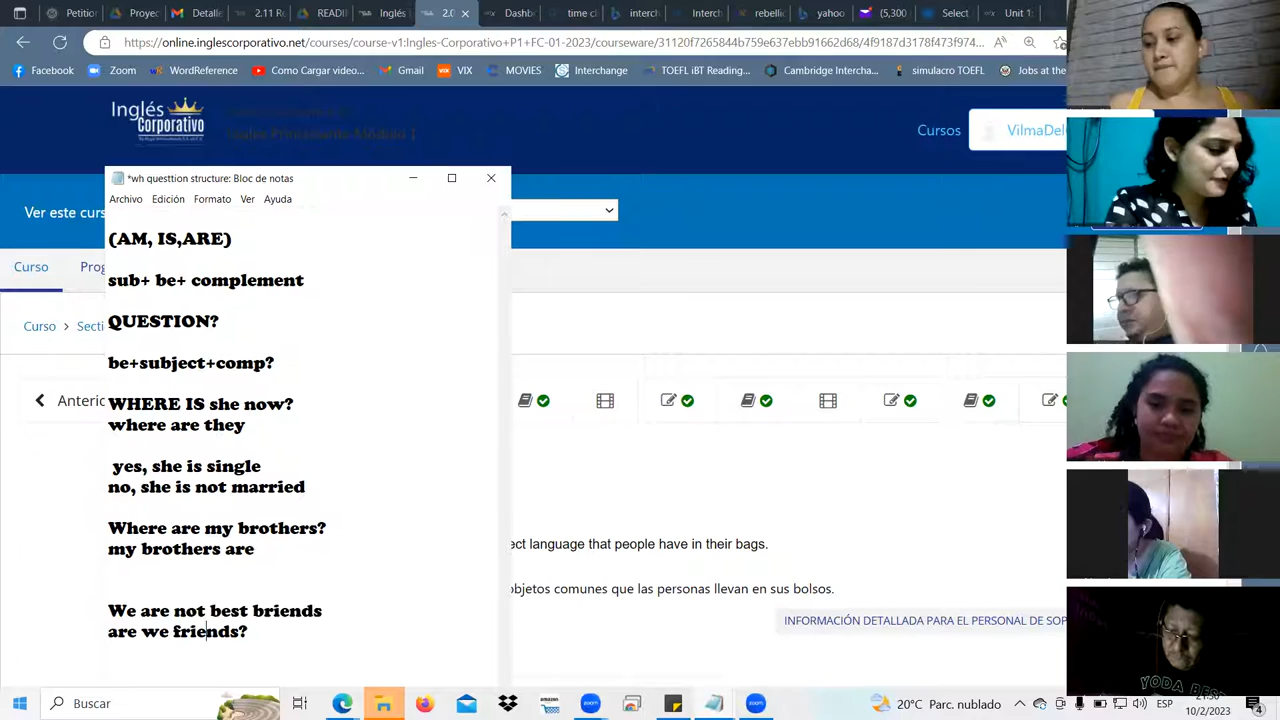 READI
2. D
READIN
Inglés
2.0
Dashb
time cl
interch
Interch
rebellic
yahoo
(5,300)
Select
Unit 1:
https://online.inglescorporativo.net/courses/course-v1:Ingles-Corporativo+P1+FC-01-2023/courseware/31120f7265844b759e637ebb91662d68/4f9187d3178f473f974...
Facebook
Zoom
WordReference
Como Cargar video...
Gmail
VIX
MOVIES
Interchange
TOEFL iBT Reading...
Cambridge Intercha...
simulacro TOEFL
Jobs at the
Inglés
Corporativo
Cursos
VilmaDel
Ver este curs
*wh questtion structure: Bloc de notas
Archivo Edición Formato Ver Ayuda
(AM, IS,ARE)
sub+ be+ complement
QUESTION?
be+subject+comp?
WHERE IS she now?
where are they
yes, she is single
no, she is not married
Where are my brothers?
my brothers are
We are not best briends
are we friends?
Curso
Prog
Curso > Secti
Anterio
ect language that people have in their bags.
objetos comunes que las personas llevan en sus bolsos.
INFORMACIÓN DETALLADA PARA EL PERSONAL DE SOP
YODA BEST
Buscar
20°C Parc. nublado
ESP
21:30
10/2/2023
4